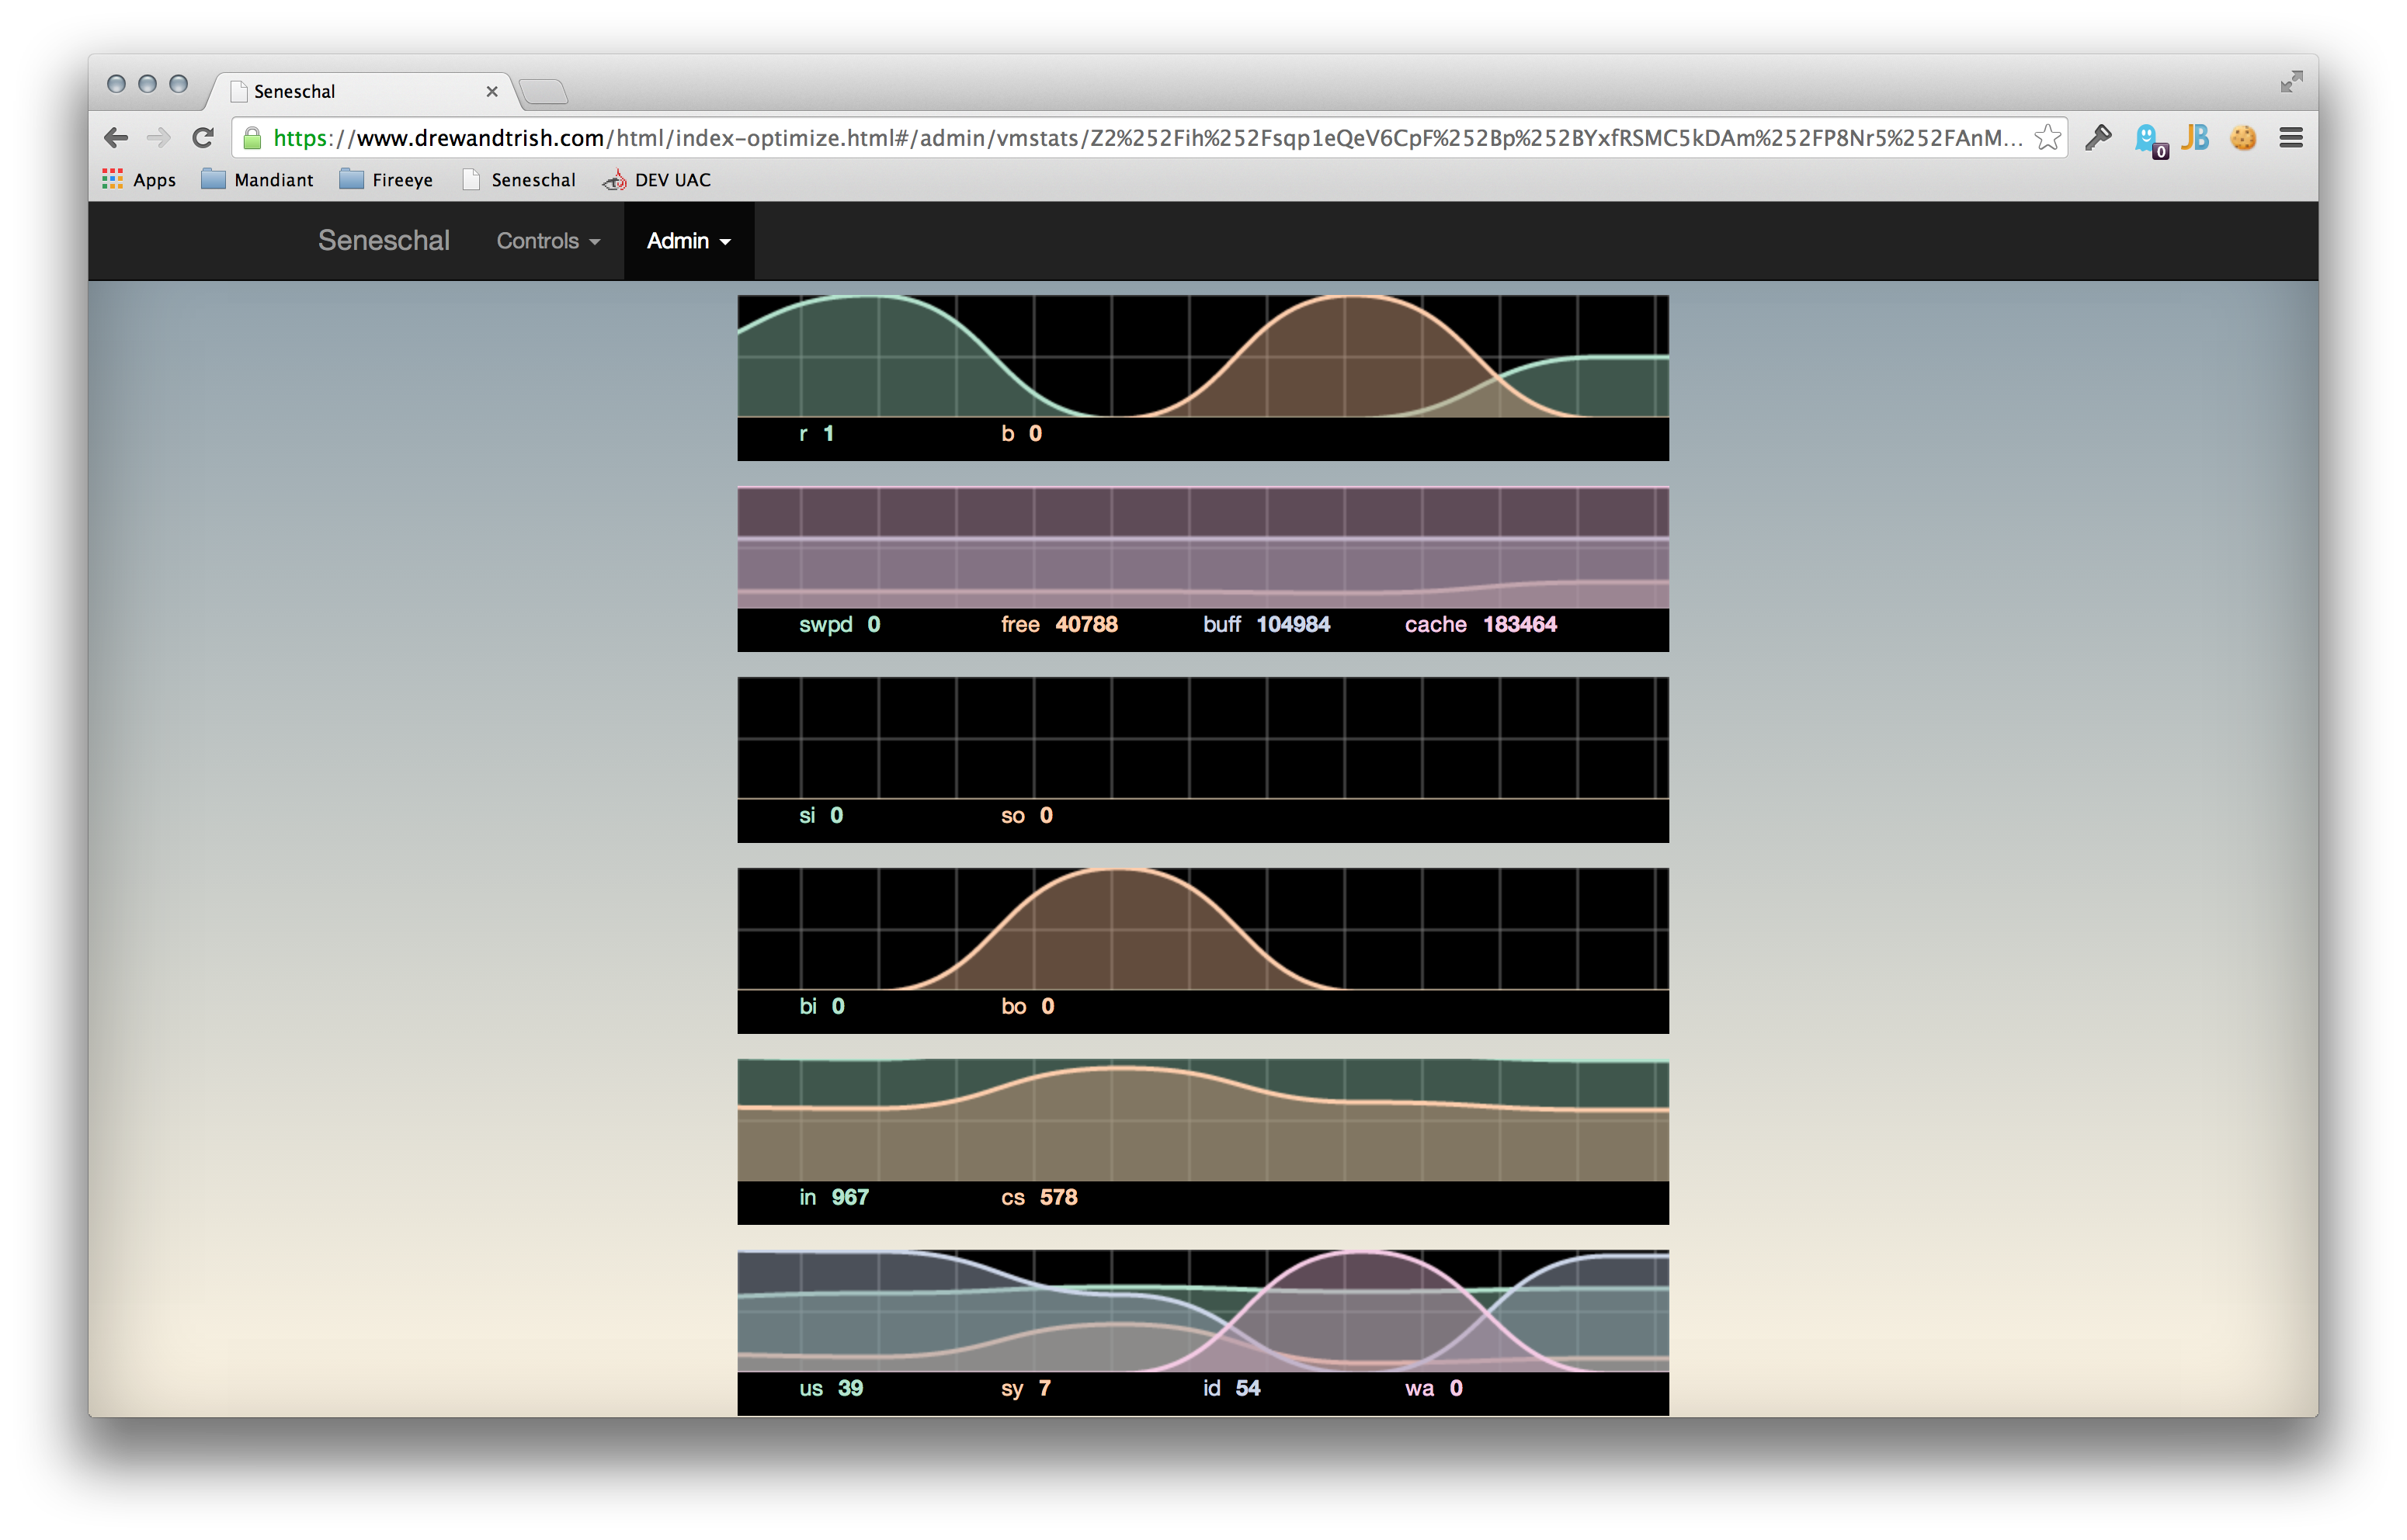 Seneschal
https://www.drewandtrish.com/html/index-optimize.html#/admin/vmstats/Z2%252Fih%252Fsqp1eQeV6CpF%252Bp%252BYxfRSMC5kDAm%252FP8Nr5%252FAnM...
0
JB
Apps Mandiant Fireeye Seneschal DEV UAC
Seneschal Controls Admin
r 1 b 0
swpd 0 free 40788 buff 104984 cache 183464
si 0 so 0
bi 0 bo 0
in 967 cs 578
us 39 sy 7 id 54 wa 0